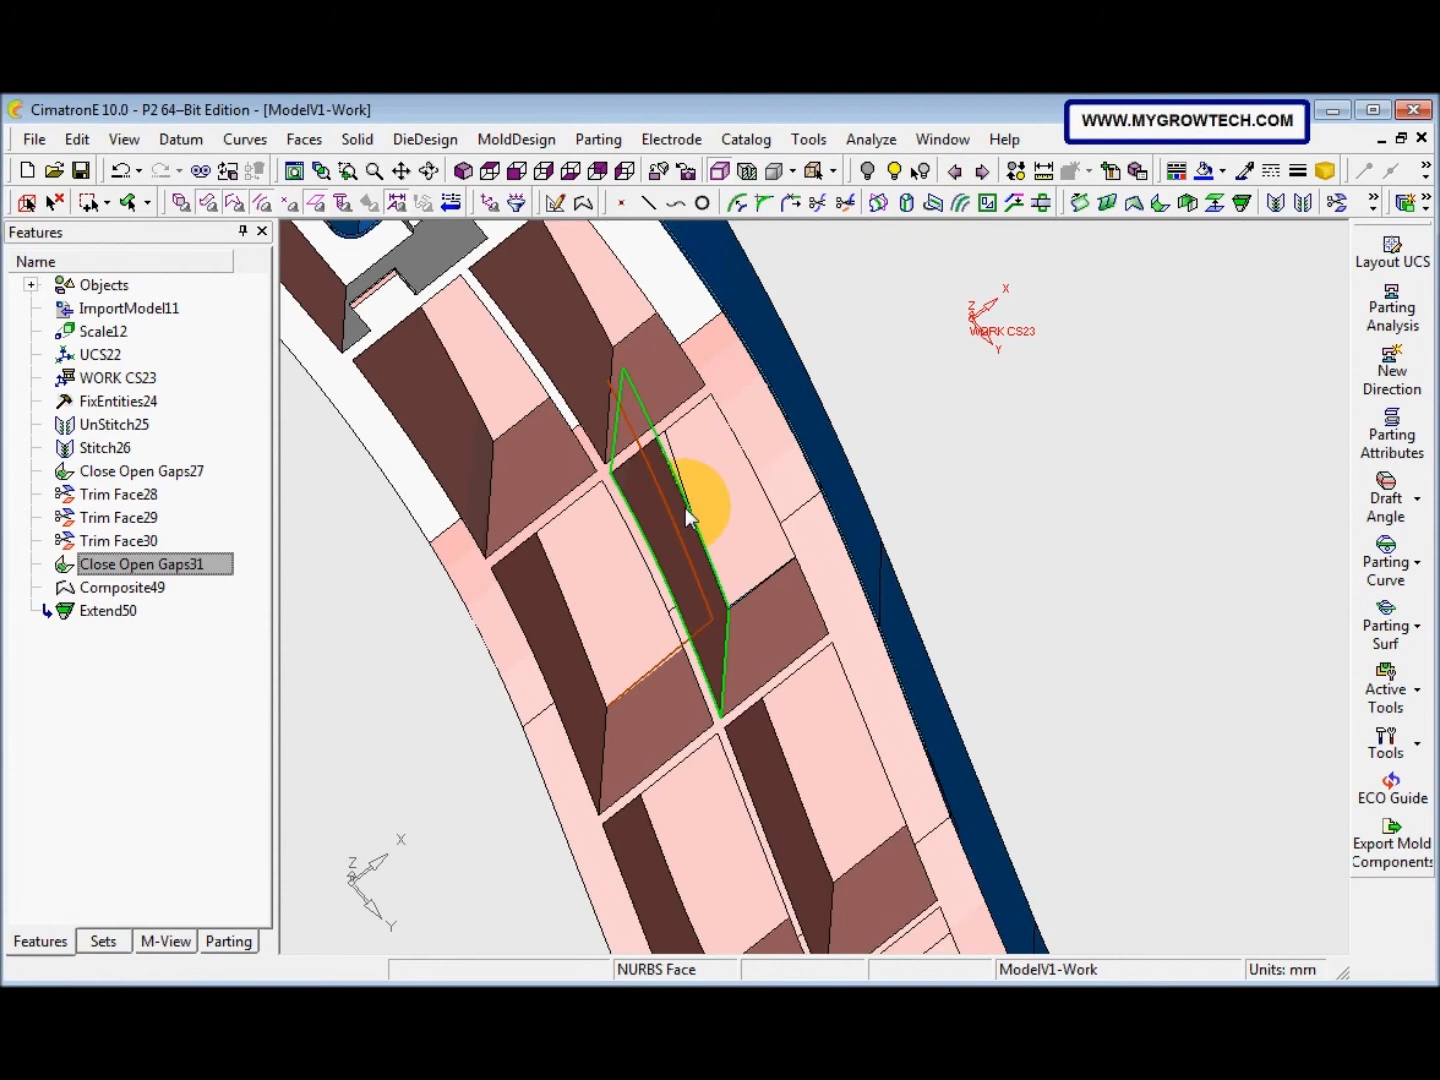 CimatronE 10.0 - P2 64–Bit Edition - [ModelV1-Work]
WWW.MYGROWTECH.COM
File Edit View Datum Curves Faces Solid DieDesign MoldDesign Parting Electrode Catalog Tools Analyze Window Help
Features
Name
Objects
ImportModel11
Scale12
UCS22
WORK CS23
FixEntities24
UnStitch25
Stitch26
Close Open Gaps27
Trim Face28
Trim Face29
Trim Face30
Close Open Gaps31
Composite49
Extend50
Features Sets M-View Parting
X
Z
WORK CS23
Y
X
Z
Y
Layout UCS
Parting
Analysis
New
Direction
Parting
Attributes
Draft
Angle
Parting
Curve
Parting
Surf
Active
Tools
Tools
ECO Guide
Export Mold
Component
NURBS Face
ModelV1-Work
Units: mm